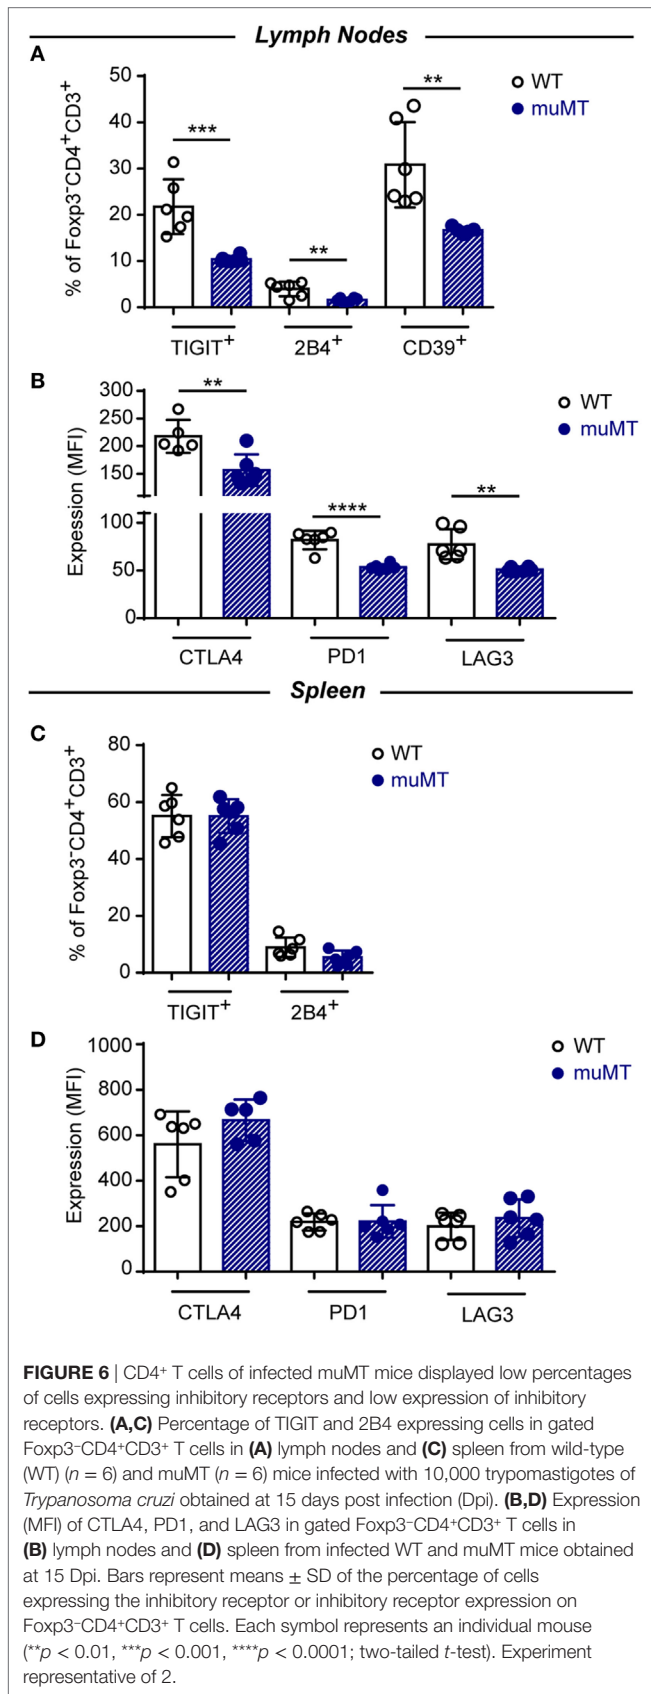 Lymph Nodes
A
50
40
30
20
10
0
% of Foxp3⁻CD4⁺CD3⁺
***
**
**
WT
muMT
TIGIT⁺
2B4⁺
CD39⁺
B
300
250
200
150
100
50
0
Expession (MFI)
**
****
**
WT
muMT
CTLA4
PD1
LAG3
Spleen
C
80
60
40
20
0
% of Foxp3⁻CD4⁺CD3⁺
WT
muMT
TIGIT⁺
2B4⁺
D
1000
800
600
400
200
0
Expression (MFI)
WT
muMT
CTLA4
PD1
LAG3
FIGURE 6 | CD4⁺ T cells of infected muMT mice displayed low percentages
of cells expressing inhibitory receptors and low expression of inhibitory
receptors. (A,C) Percentage of TIGIT and 2B4 expressing cells in gated
Foxp3⁻CD4⁺CD3⁺ T cells in (A) lymph nodes and (C) spleen from wild-type
(WT) (n = 6) and muMT (n = 6) mice infected with 10,000 trypomastigotes of
Trypanosoma cruzi obtained at 15 days post infection (Dpi). (B,D) Expression
(MFI) of CTLA4, PD1, and LAG3 in gated Foxp3⁻CD4⁺CD3⁺ T cells in
(B) lymph nodes and (D) spleen from infected WT and muMT mice obtained
at 15 Dpi. Bars represent means ± SD of the percentage of cells
expressing the inhibitory receptor or inhibitory receptor expression on
Foxp3⁻CD4⁺CD3⁺ T cells. Each symbol represents an individual mouse
(**p < 0.01, ***p < 0.001, ****p < 0.0001; two-tailed t-test). Experiment
representative of 2.